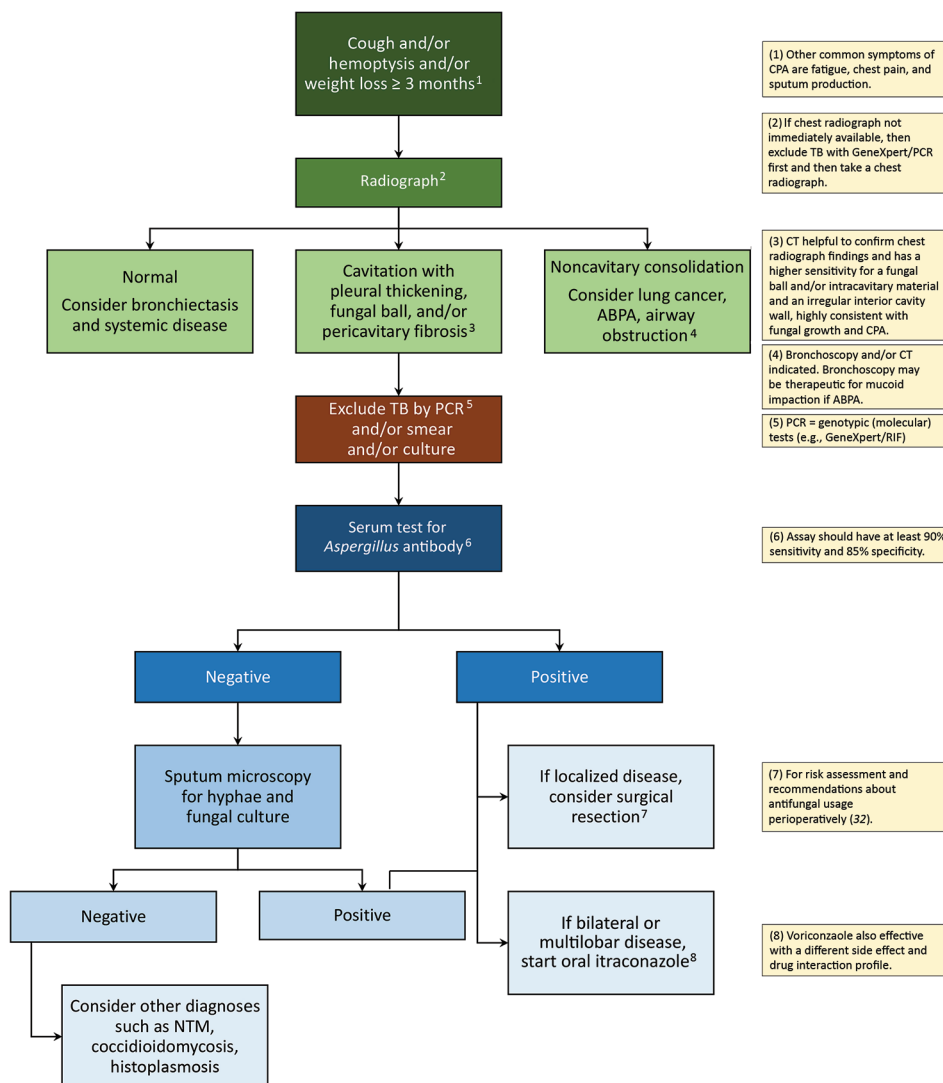 Cough and/or
hemoptysis and/or
weight loss ≥ 3 months¹
(1) Other common symptoms of
CPA are fatigue, chest pain, and
sputum production.
(2) If chest radiograph not
immediately available, then
exclude TB with GeneXpert/PCR
first and then take a chest
radiograph.
Radiograph²
Normal
Consider bronchiectasis
and systemic disease
Cavitation with
pleural thickening,
fungal ball, and/or
pericavitary fibrosis³
Noncavitary consolidation
Consider lung cancer,
ABPA, airway
obstruction⁴
(3) CT helpful to confirm chest
radiograph findings and has a
higher sensitivity for a fungal
ball and/or intracavitary material
and an irregular interior cavity
wall, highly consistent with
fungal growth and CPA.
(4) Bronchoscopy and/or CT
indicated. Bronchoscopy may
be therapeutic for mucoid
impaction if ABPA.
Exclude TB by PCR⁵
and/or smear
and/or culture
(5) PCR = genotypic (molecular)
tests (e.g., GeneXpert/RIF)
Serum test for
Aspergillus antibody⁶
(6) Assay should have at least 90%
sensitivity and 85% specificity.
Negative
Positive
Sputum microscopy
for hyphae and
fungal culture
If localized disease,
consider surgical
resection⁷
(7) For risk assessment and
recommendations about
antifungal usage
perioperatively (32).
Negative
Positive
If bilateral or
multilobar disease,
start oral itraconazole⁸
(8) Voriconzaole also effective
with a different side effect and
drug interaction profile.
Consider other diagnoses
such as NTM,
coccidioidomycosis,
histoplasmosis